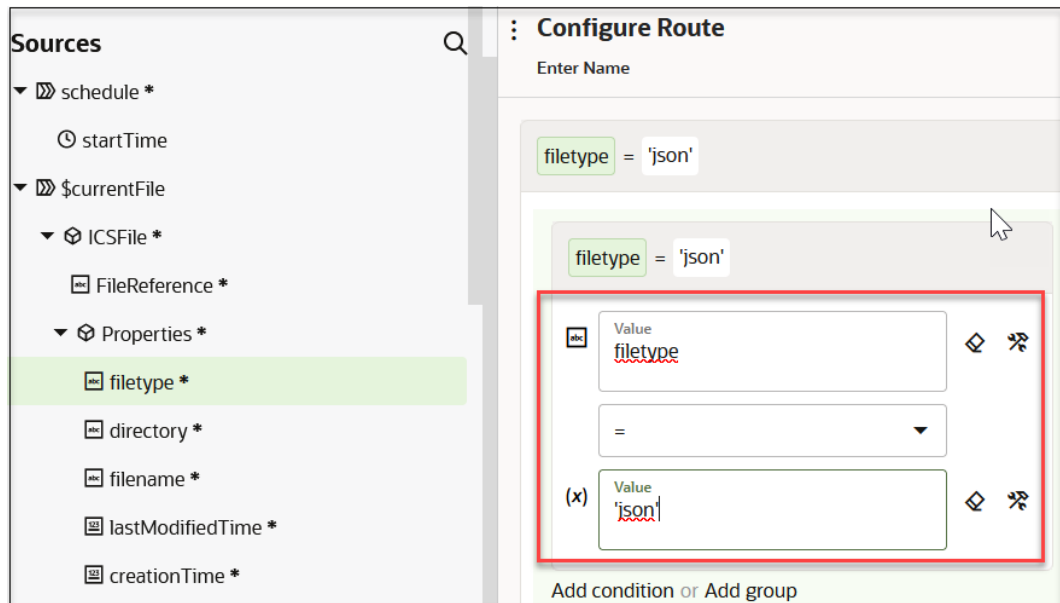 Sources
schedule *
startTime
$currentFile
ICSFile *
FileReference *
Properties *
filetype *
directory *
filename *
lastModifiedTime *
creationTime *
Configure Route
Enter Name
filetype = 'json'
filetype = 'json'
abc
Value
filetype
=
(x)
Value
'json'
Add condition or Add group